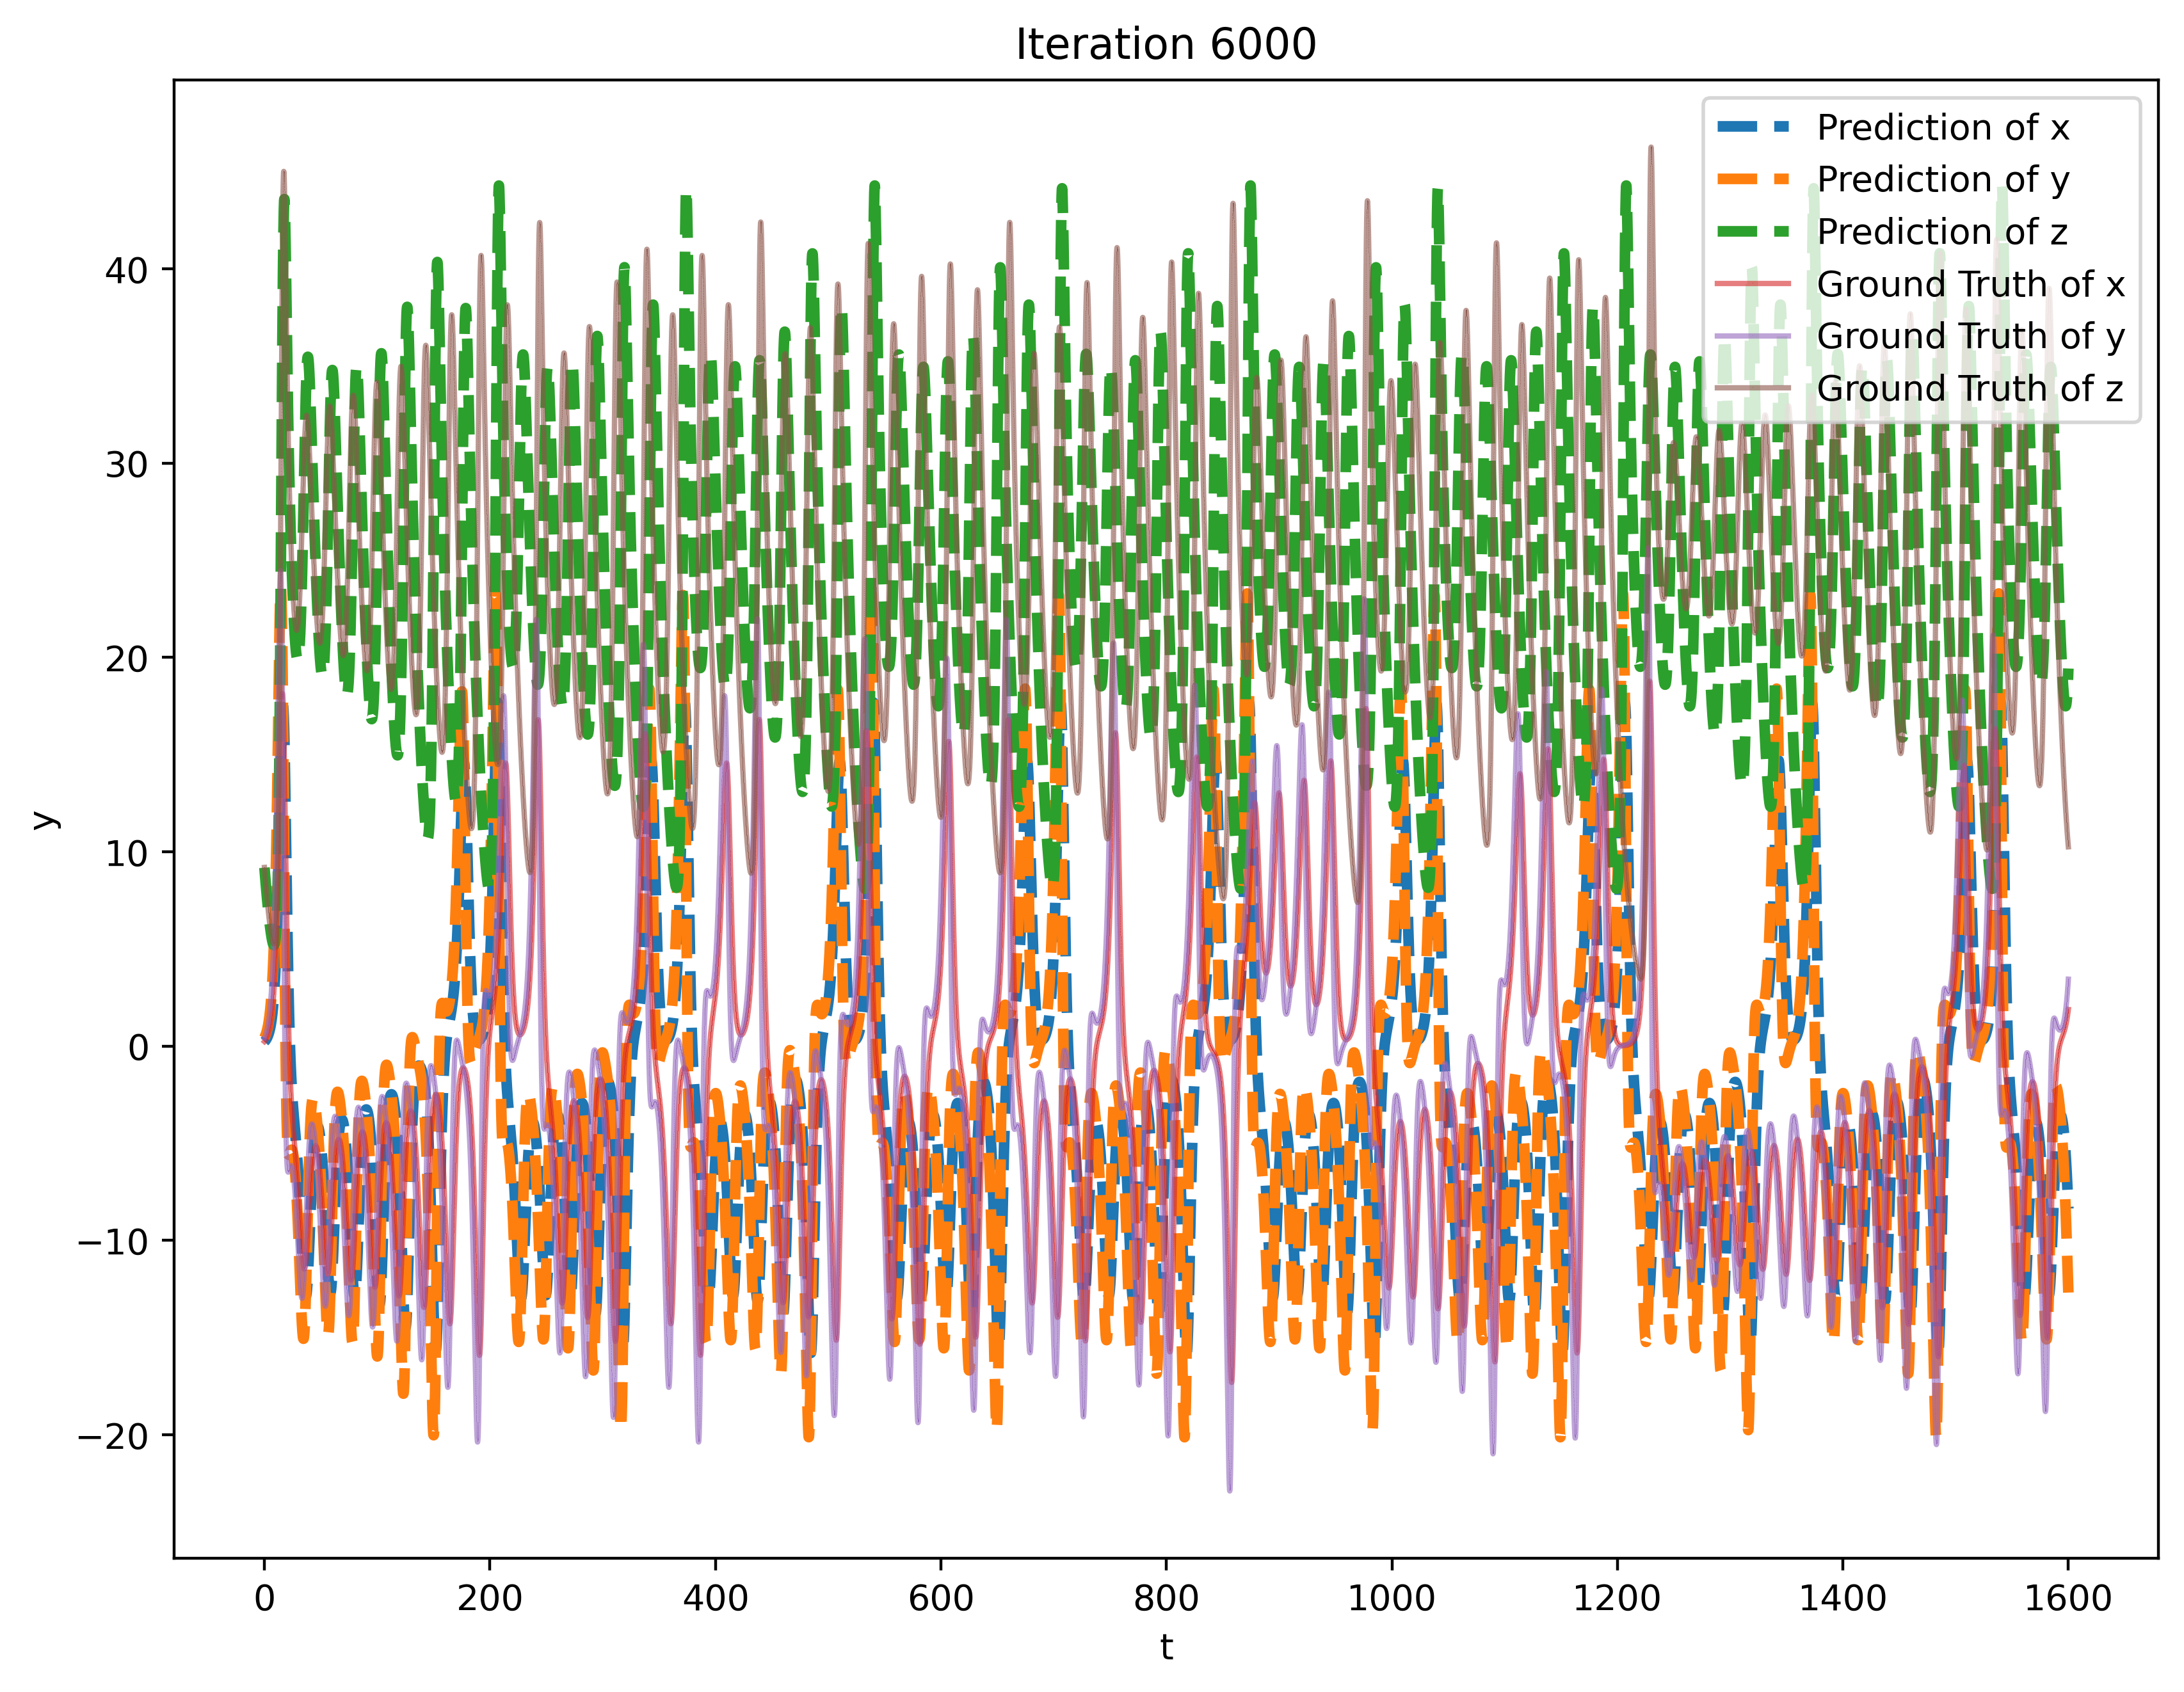 Iteration 6000
Prediction of x
Prediction of y
Prediction of z
Ground Truth of x
Ground Truth of y
Ground Truth of z
40
30
20
10
0
−10
−20
y
0 200 400 600 800 1000 1200 1400 1600
t